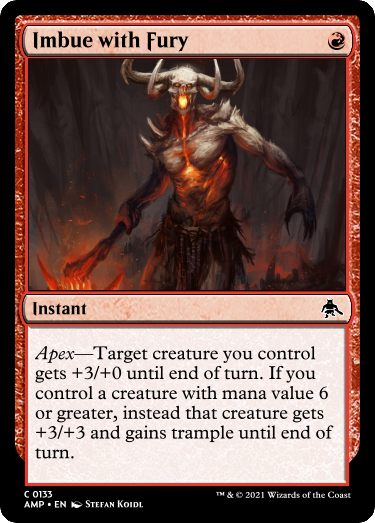 Imbue with Fury
Instant
Apex—Target creature you control
gets +3/+0 until end of turn. If you
control a creature with mana value 6
or greater, instead that creature gets
+3/+3 and gains trample until end of
turn.
C 0133
AMP • EN Stefan Koidl
™ & © 2021 Wizards of the Coast